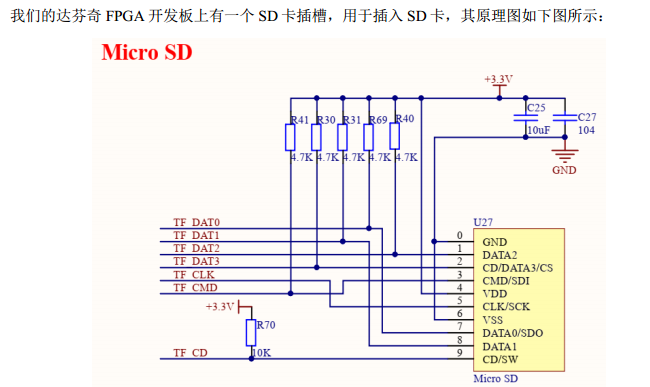 我们的达芬奇 FPGA 开发板上有一个 SD 卡插槽，用于插入 SD 卡，其原理图如下图所示：
Micro SD
+3.3V
R41 R30 R31 R69 R40
C25
C27
10uF
104
4.7K 4.7K 4.7K 4.7K 4.7K
GND
U27
TF_DAT0
TF_DAT1
TF_DAT2
TF_DAT3
TF_CLK
TF_CMD
+3.3V
R70
10K
TF_CD
0 GND
1 DATA2
2 CD/DATA3/CS
3 CMD/SDI
4 VDD
5 CLK/SCK
6 VSS
7 DATA0/SDO
8 DATA1
9 CD/SW
Micro SD